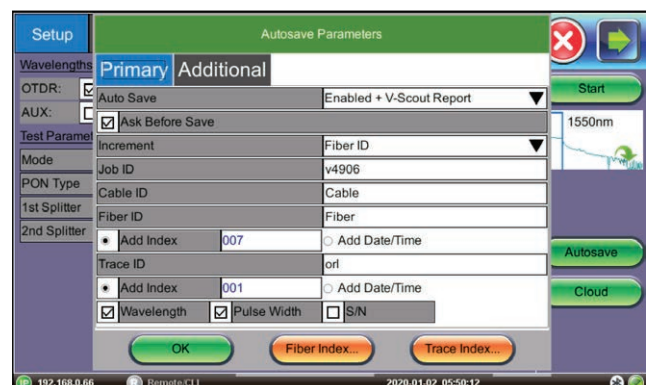 Setup
Autosave Parameters
Wavelengths
Primary Additional
OTDR:
Auto Save Enabled + V-Scout Report
Start
AUX:
Ask Before Save
1550nm
Increment Fiber ID
Mode
Job ID v4906
PON Type
Cable ID Cable
1st Splitter
Fiber ID Fiber
2nd Splitter
Add Index 007 Add Date/Time
Autosave
Trace ID orl
Add Index 001 Add Date/Time
Cloud
Wavelength Pulse Width S/N
OK Fiber Index... Trace Index...
IP 192.168.0.66 R Remote/CLI 2020-01-02 05:50:12